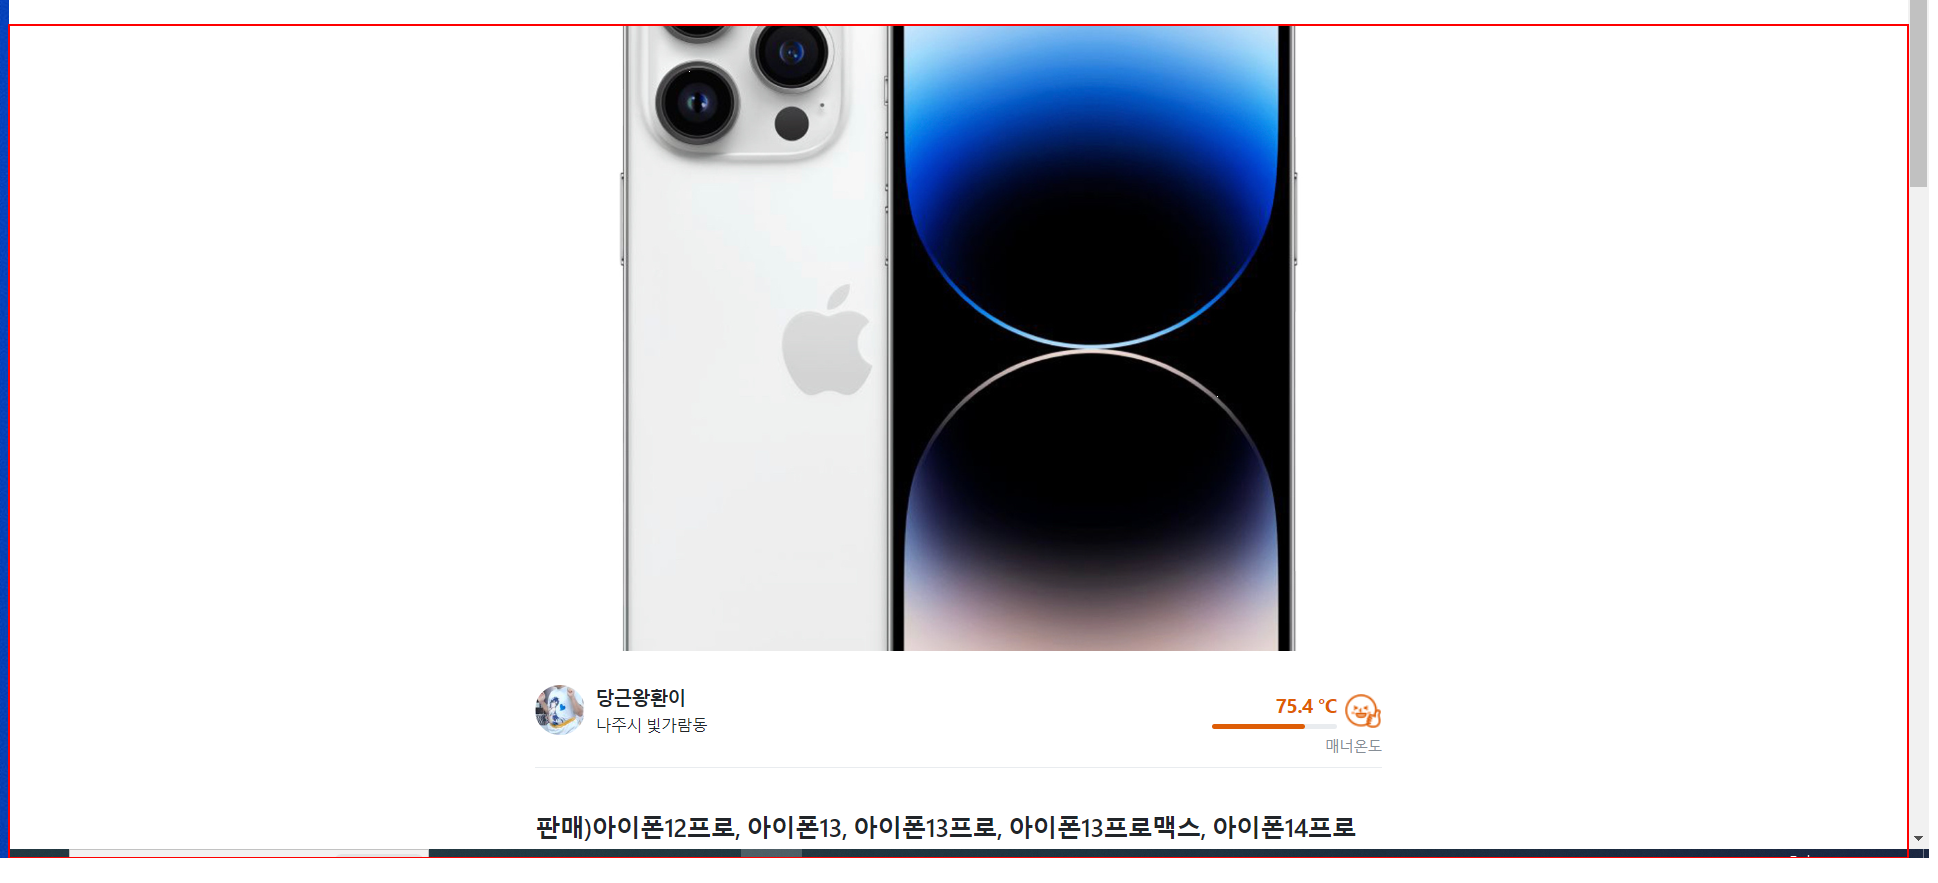 당근왕환이
나주시 빛가람동
75.4 °C
매너온도
판매)아이폰12프로, 아이폰13, 아이폰13프로, 아이폰13프로맥스, 아이폰14프로